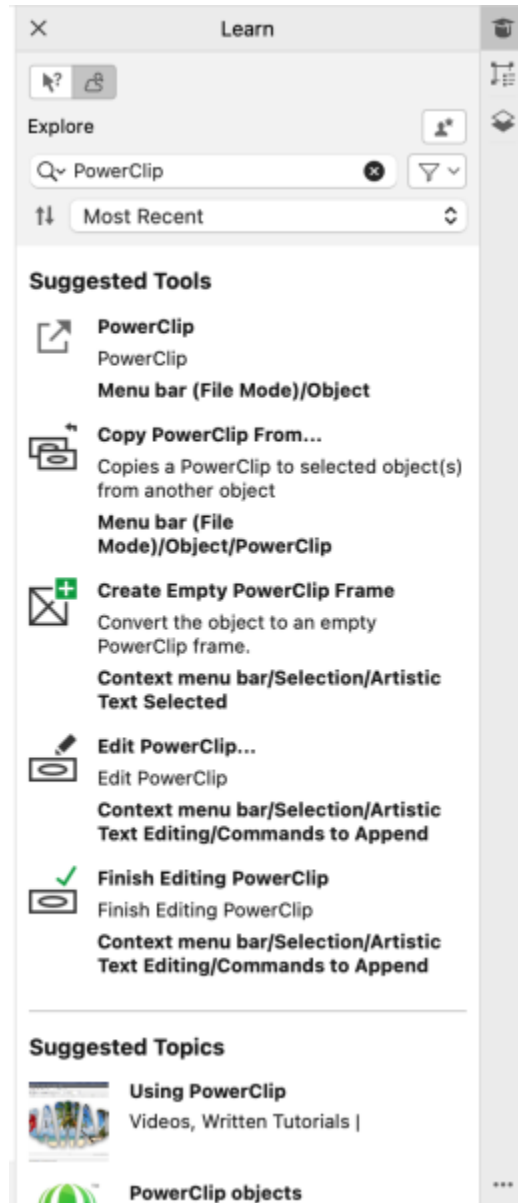 Learn
Explore
PowerClip
Most Recent
Suggested Tools
PowerClip
PowerClip
Menu bar (File Mode)/Object
Copy PowerClip From...
Copies a PowerClip to selected object(s)
from another object
Menu bar (File
Mode)/Object/PowerClip
Create Empty PowerClip Frame
Convert the object to an empty
PowerClip frame.
Context menu bar/Selection/Artistic
Text Selected
Edit PowerClip...
Edit PowerClip
Context menu bar/Selection/Artistic
Text Editing/Commands to Append
Finish Editing PowerClip
Finish Editing PowerClip
Context menu bar/Selection/Artistic
Text Editing/Commands to Append
Suggested Topics
Using PowerClip
Videos, Written Tutorials |
PowerClip objects